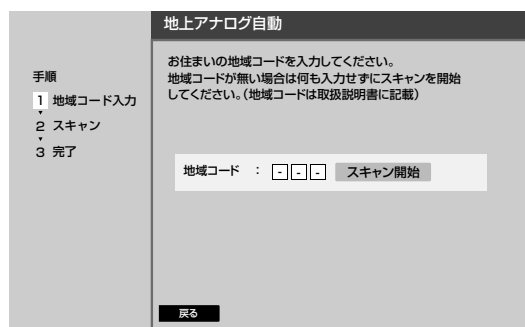 地上アナログ自動
お住まいの地域コードを入力してください。
地域コードが無い場合は何も入力せずにスキャンを開始
してください。(地域コードは取扱説明書に記載)
手順
1 地域コード入力
2 スキャン
3 完了
地域コード : - - - スキャン開始
戻る